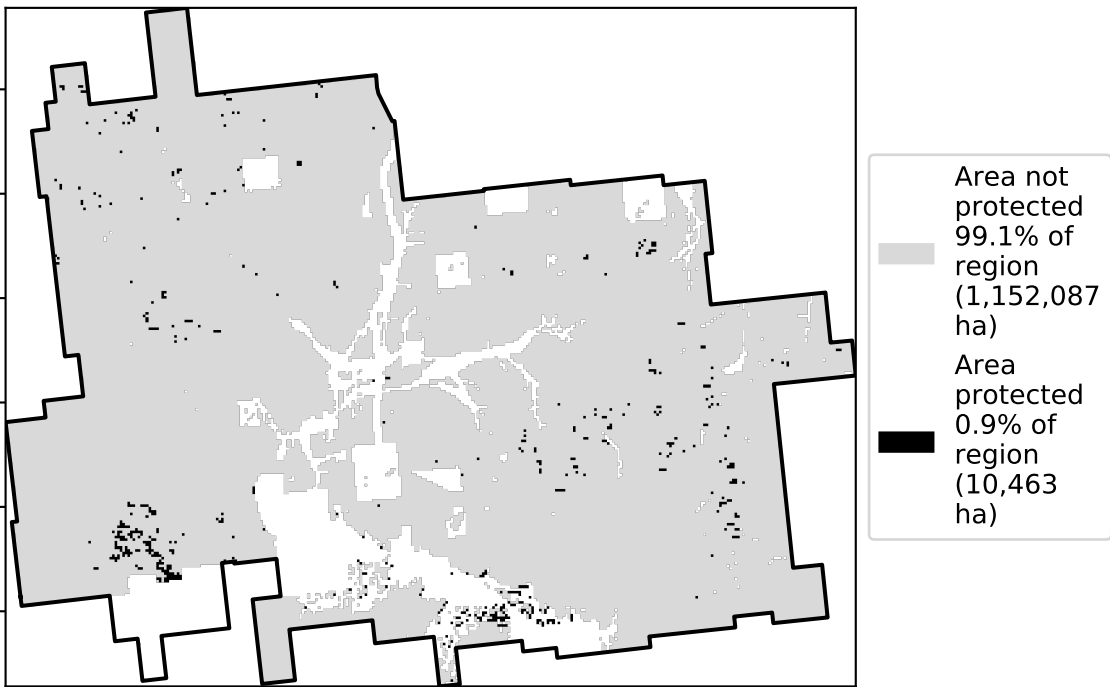 Area not
protected
99.1% of
region
(1,152,087
ha)
Area
protected
0.9% of
region
(10,463
ha)